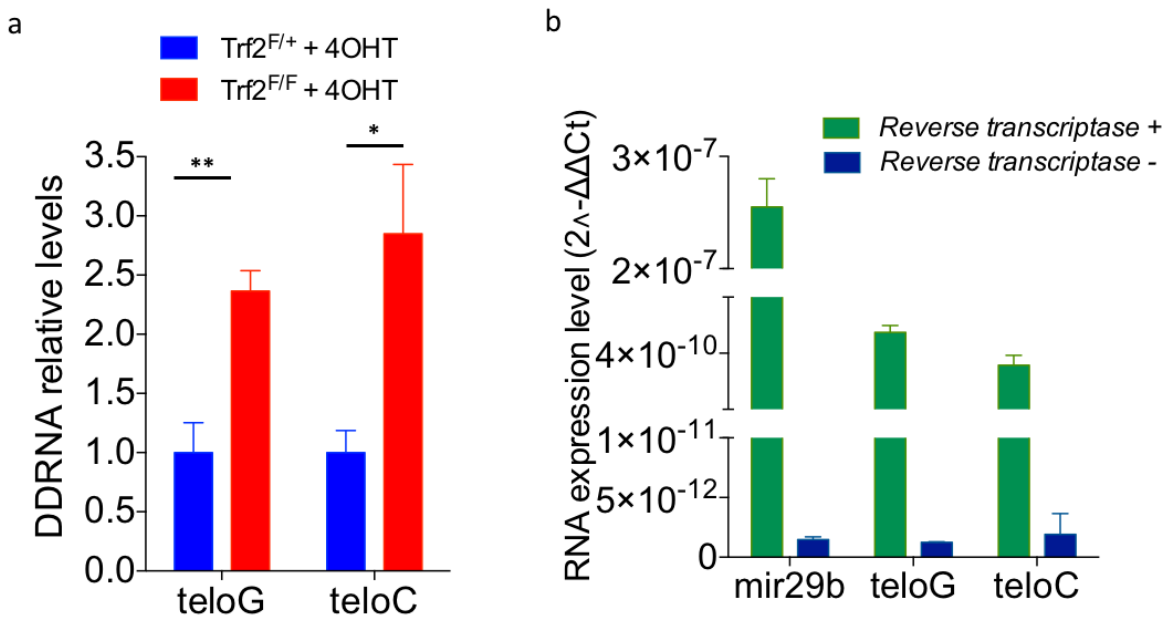 a
Trf2F/+ + 4OHT
Trf2F/F + 4OHT
DDRNA relative levels
3.5
3.0
2.5
2.0
1.5
1.0
0.5
0.0
**
*
teloG
teloC
b
Reverse transcriptase +
Reverse transcriptase -
RNA expression level (2^-ΔΔCt)
3×10-7
2×10-7
4×10-10
1×10-11
5×10-12
0
mir29b
teloG
teloC